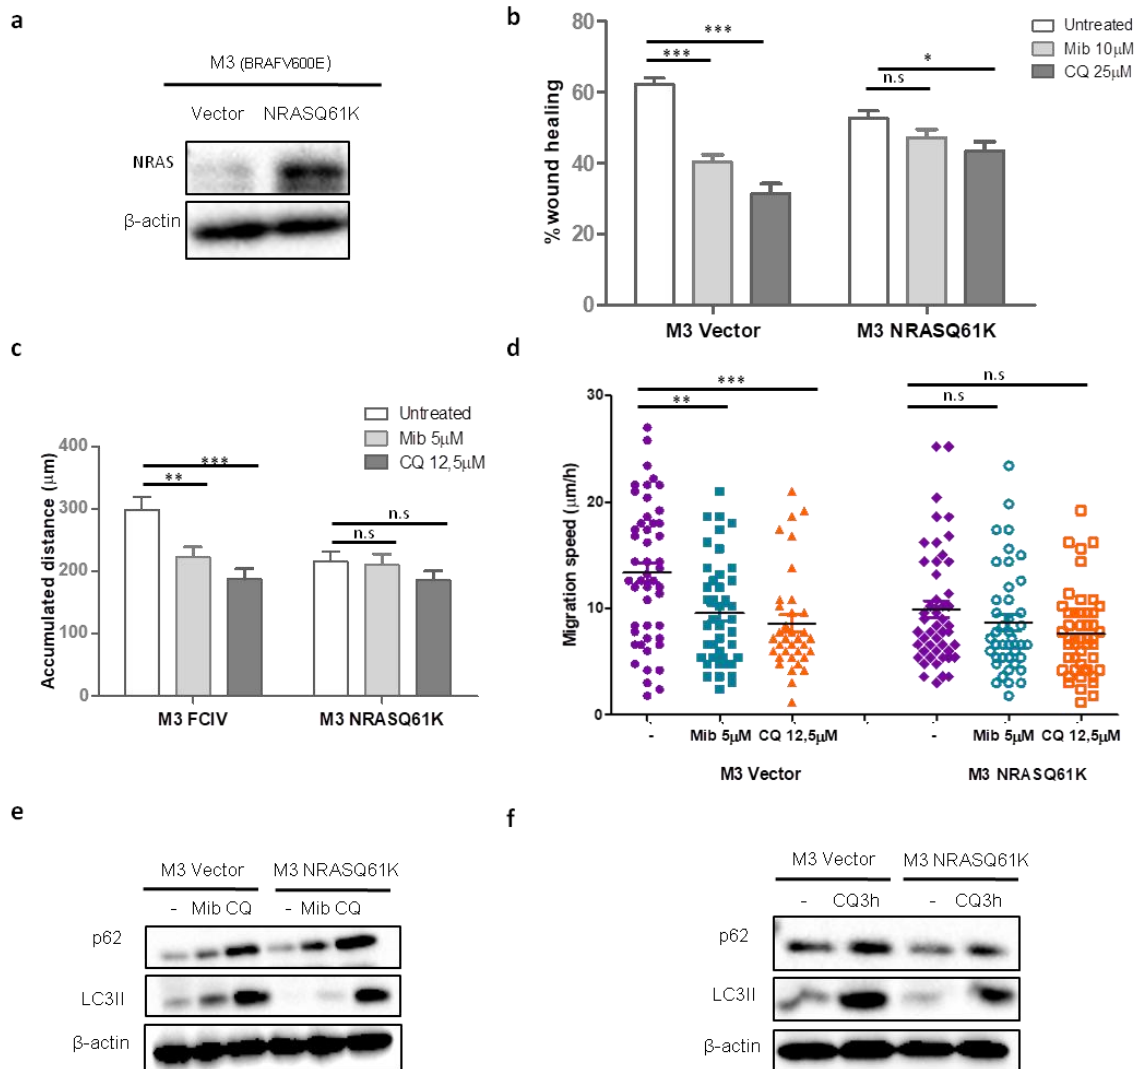 a
M3 (BRAFV600E)
Vector NRASQ61K
NRAS
β-actin
b
% wound healing
80
60
40
20
0
*** ***
n.s *
Untreated
Mib 10µM
CQ 25µM
M3 Vector M3 NRASQ61K
c
Accumulated distance (µm)
400
300
200
100
0
Untreated
Mib 5µM
CQ 12,5µM
** ***
n.s n.s
M3 FCIV M3 NRASQ61K
d
Migration speed (µm/h)
30
20
10
0
*** **
n.s n.s
- Mib 5µM CQ 12,5µM - Mib 5µM CQ 12,5µM
M3 Vector M3 NRASQ61K
e
M3 Vector M3 NRASQ61K
- Mib CQ - Mib CQ
p62
LC3II
β-actin
f
M3 Vector M3 NRASQ61K
- CQ3h - CQ3h
p62
LC3II
β-actin